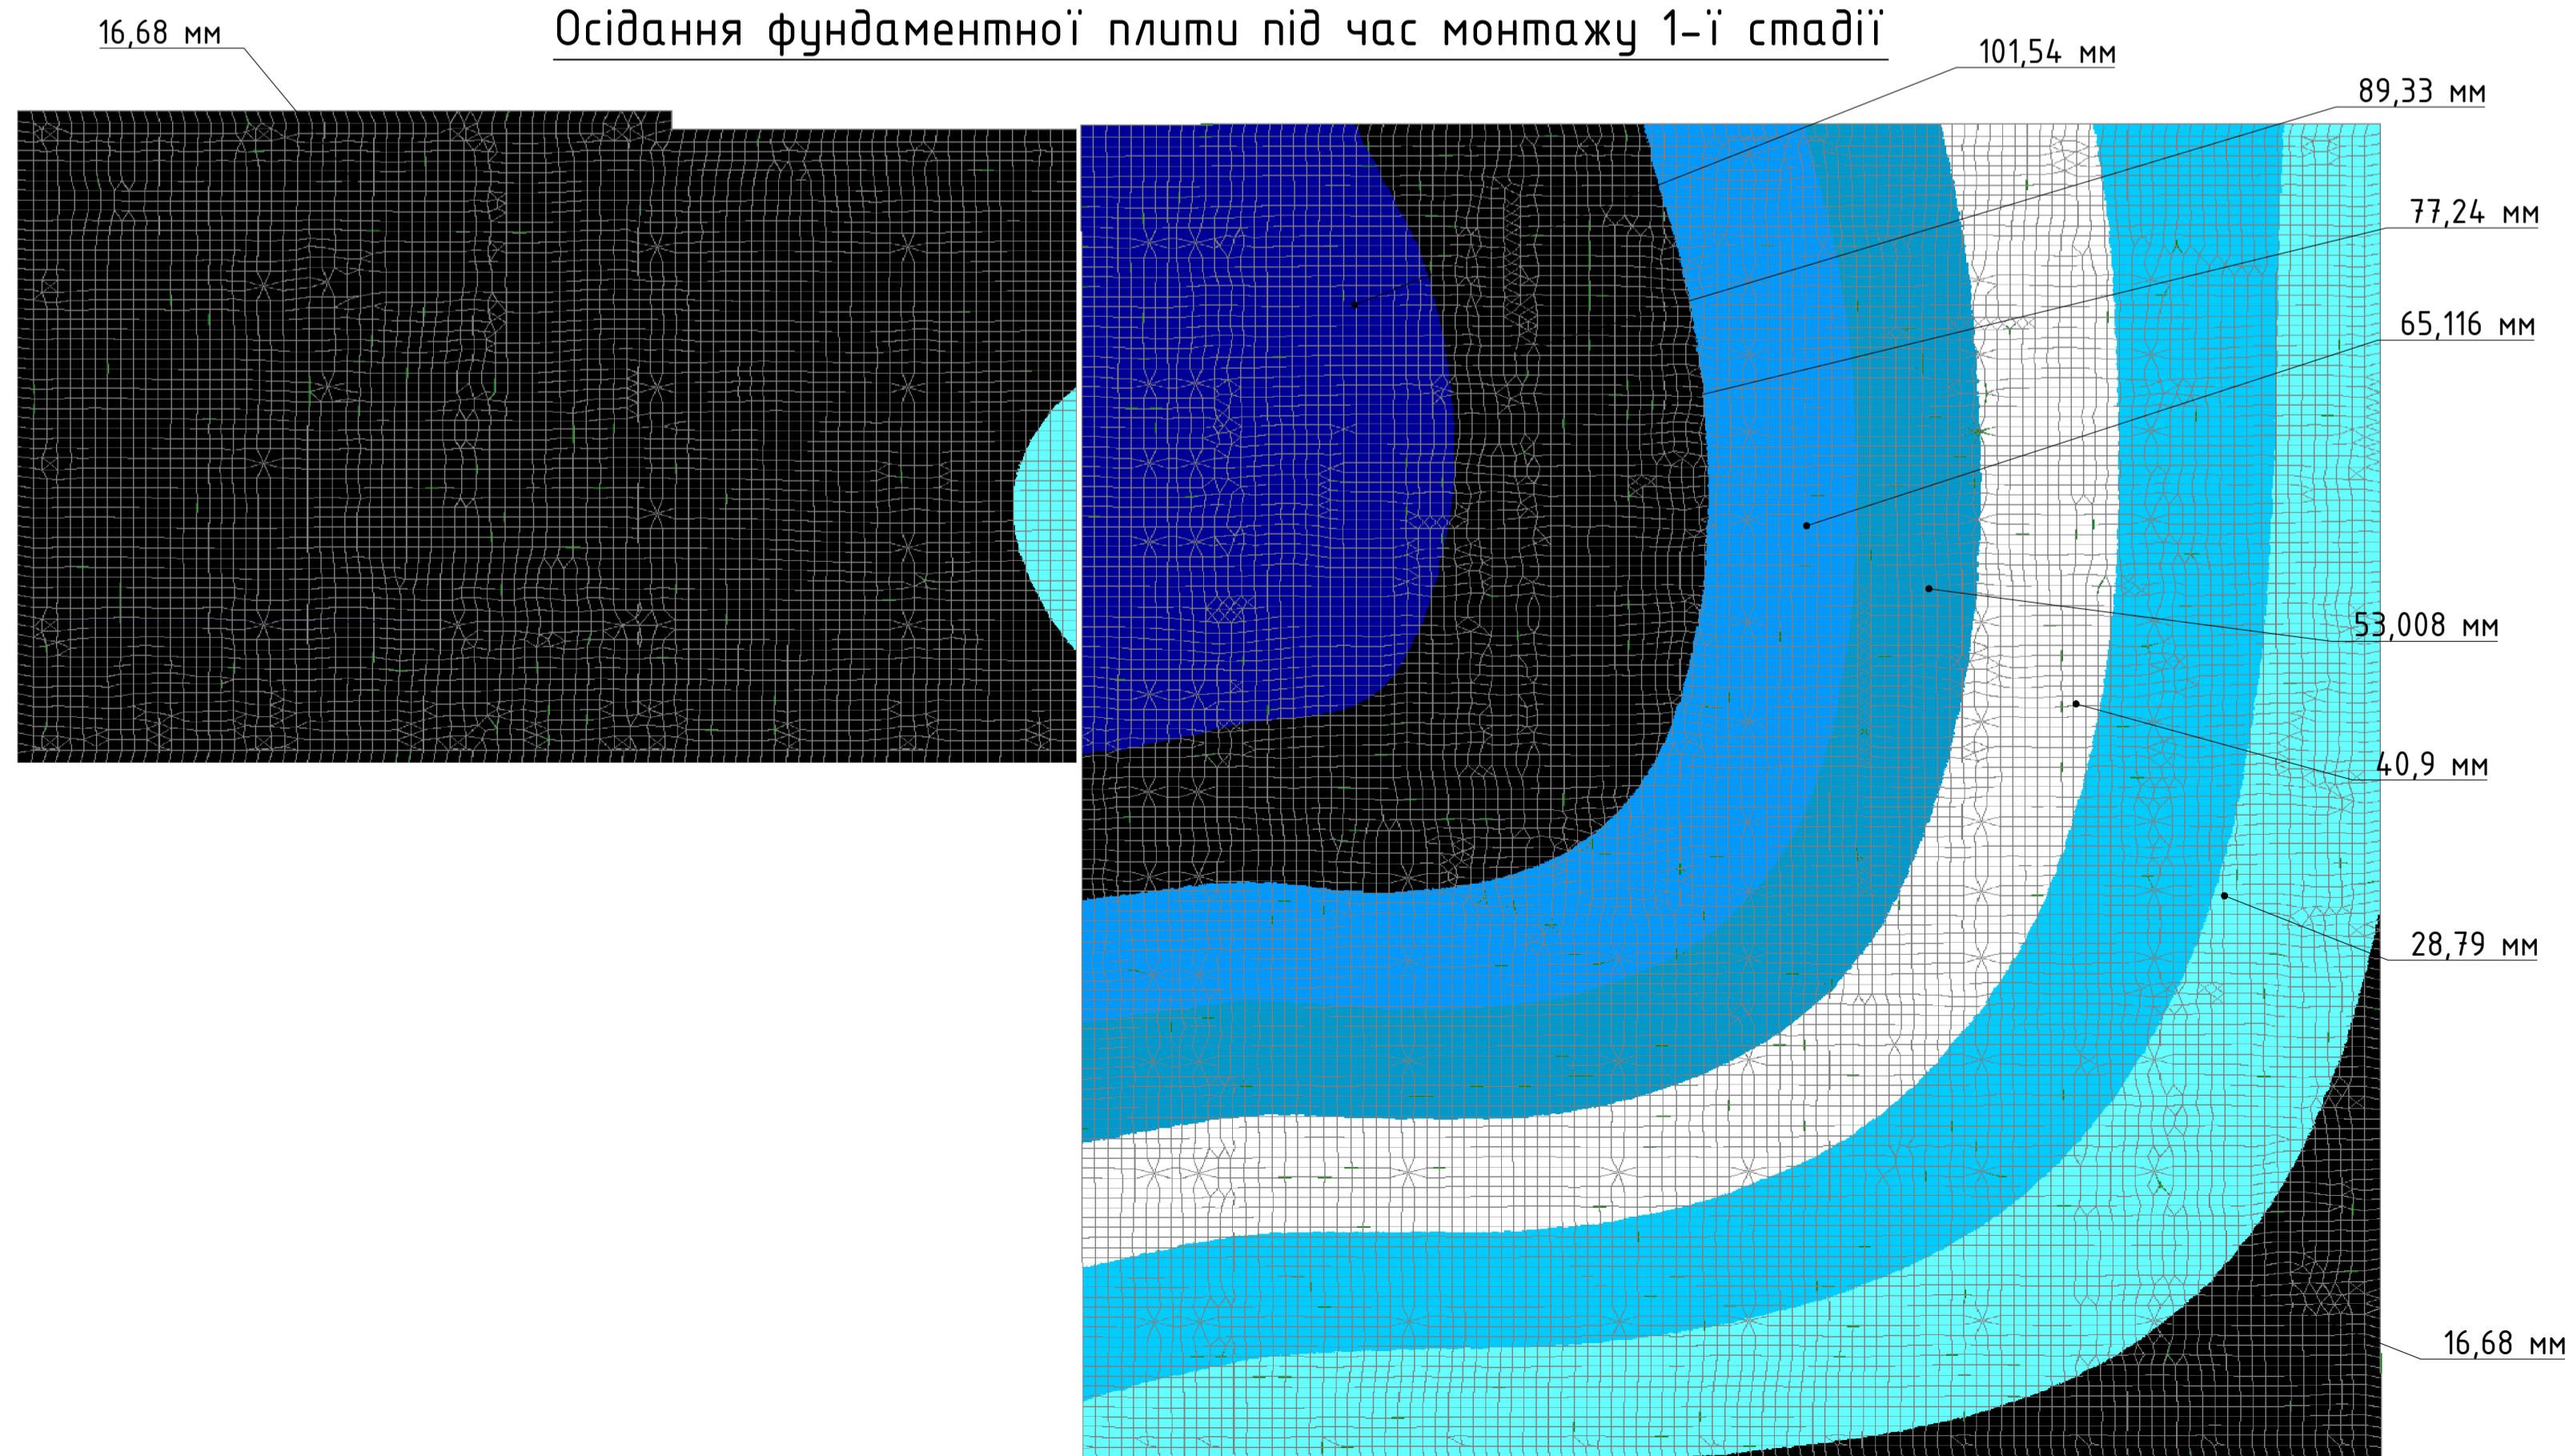 Осідання фундаментної плити під час монтажу 1-ї стадії
16,68 мм
101,54 мм
89,33 мм
77,24 мм
65,116 мм
53,008 мм
40,9 мм
28,79 мм
16,68 мм